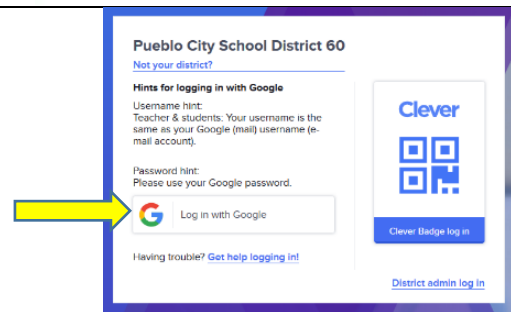 Pueblo City School District 60
Not your district?
Hints for logging in with Google
Username hint:
Teacher & students: Your username is the
same as your Google (mail) username (e-
mail account).
Password hint:
Please use your Google password.
Log in with Google
Having trouble? Get help logging in!
Clever
Clever Badge log in
District admin log in